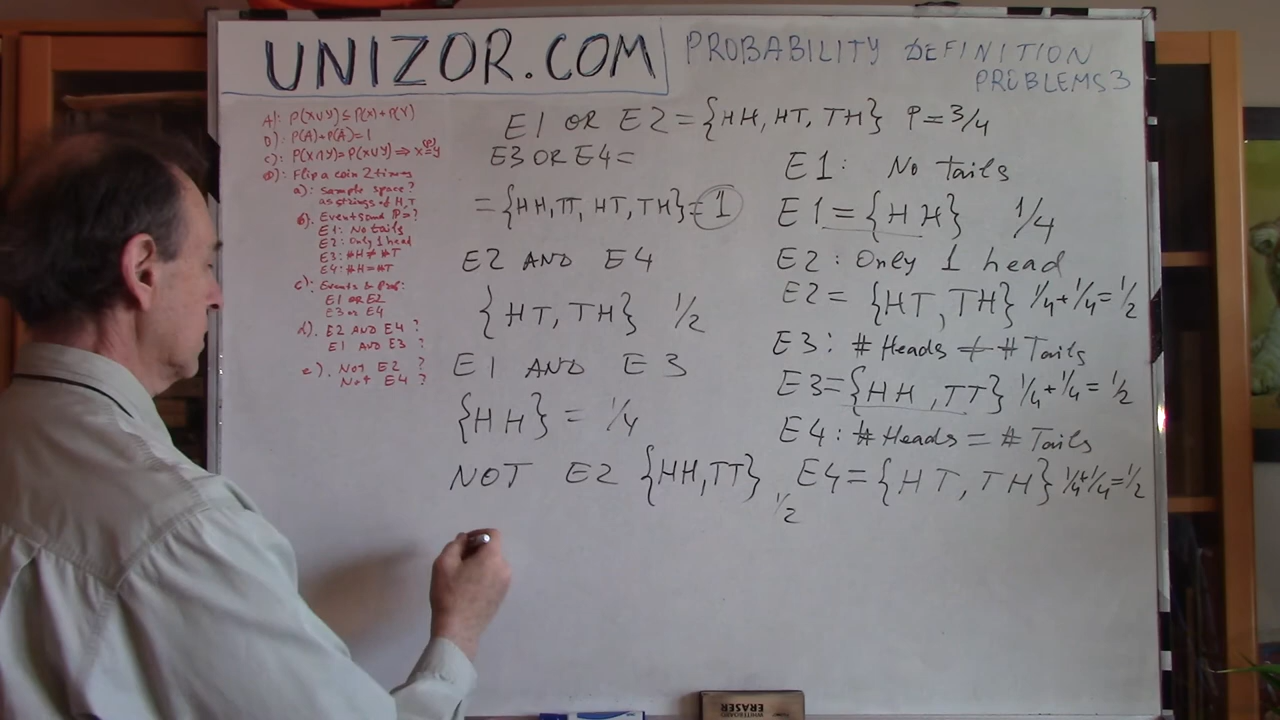 UNIZOR.COM
PROBABILITY DEFINITION
PROBLEMS 3
A): P(X∪Y)≤P(X)+P(Y)
b): P(A)+P(A̅)=1
c): P(X∩Y)=P(X∪Y) ⇒ X=Y
d): Flip a coin 2 times
a): Sample space?
as strings of H,T
b). Events and P=?
E1: No tails
E2: Only 1 head
E3: #H≠#T
E4: #H=#T
c): Events & Prob:
E1 OR E2
E3 or E4
d). E2 AND E4 ?
E1 AND E3 ?
e). Not E2 ?
Not E4 ?
E1 OR E2 = {HH, HT, TH} P=3/4
E3 OR E4 =
= {HH, TT, HT, TH} = 1
E2 AND E4
{HT, TH} 1/2
E1 AND E3
{HH} = 1/4
NOT E2 {HH, TT} 1/2
E1: No tails
E1 = {HH} 1/4
E2: Only 1 head
E2 = {HT, TH} 1/4+1/4=1/2
E3: # Heads ≠ # Tails
E3={HH, TT} 1/4+1/4=1/2
E4: # Heads = # Tails
E4={HT, TH} 1/4+1/4=1/2
WHITEBOARD
ERASER